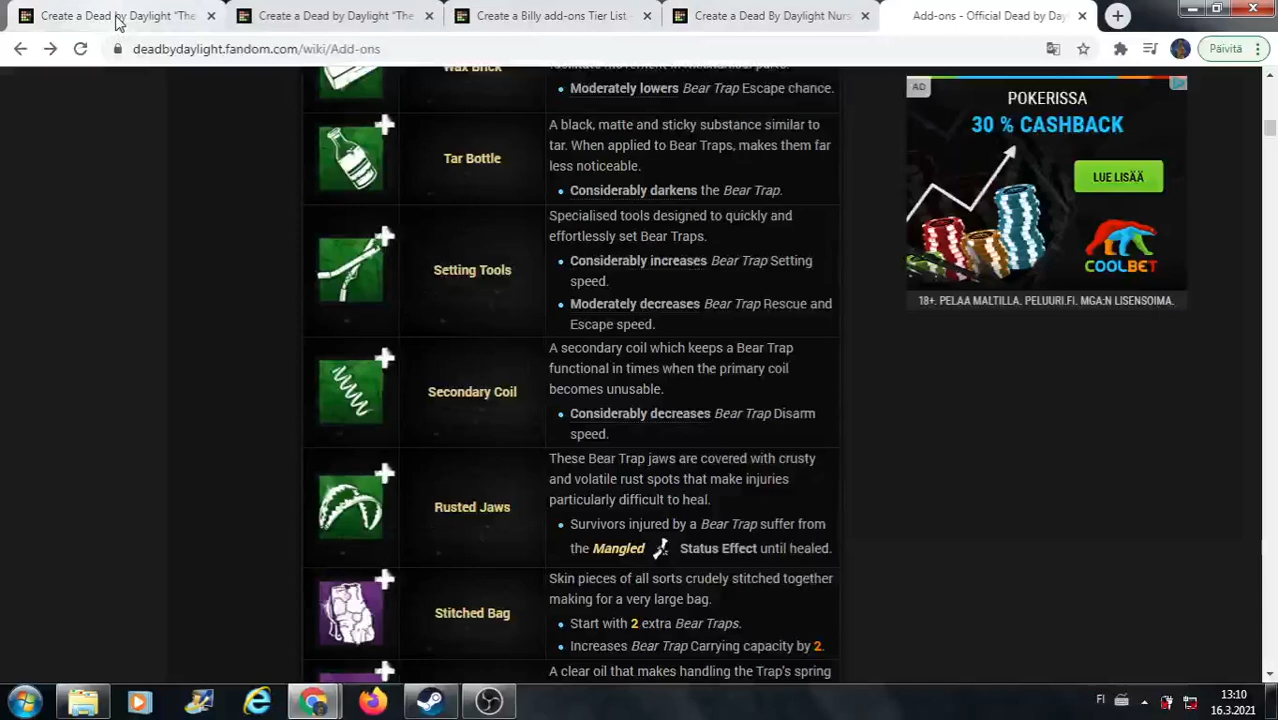 Create a Dead by Daylight "The
Create a Dead by Daylight "The
Create a Billy add-ons Tier List -
Create a Dead By Daylight Nurs
Add-ons - Official Dead by Day
deadbydaylight.fandom.com/wiki/Add-ons
Päivitä
Wax Brick
Moderately lowers Bear Trap Escape chance.
Tar Bottle
A black, matte and sticky substance similar to
tar. When applied to Bear Traps, makes them far
less noticeable.
Considerably darkens the Bear Trap.
Setting Tools
Specialised tools designed to quickly and
effortlessly set Bear Traps.
Considerably increases Bear Trap Setting
speed.
Moderately decreases Bear Trap Rescue and
Escape speed.
Secondary Coil
A secondary coil which keeps a Bear Trap
functional in times when the primary coil
becomes unusable.
Considerably decreases Bear Trap Disarm
speed.
Rusted Jaws
These Bear Trap jaws are covered with crusty
and volatile rust spots that make injuries
particularly difficult to heal.
Survivors injured by a Bear Trap suffer from
the Mangled Status Effect until healed.
Stitched Bag
Skin pieces of all sorts crudely stitched together
making for a very large bag.
Start with 2 extra Bear Traps.
Increases Bear Trap Carrying capacity by 2.
A clear oil that makes handling the Trap's spring
AD
POKERISSA
30 % CASHBACK
LUE LISÄÄ
COOLBET
18+. PELAA MALTILLA. PELUURI.FI. MGA:N LISENSOIMA.
FI
13:10
16.3.2021